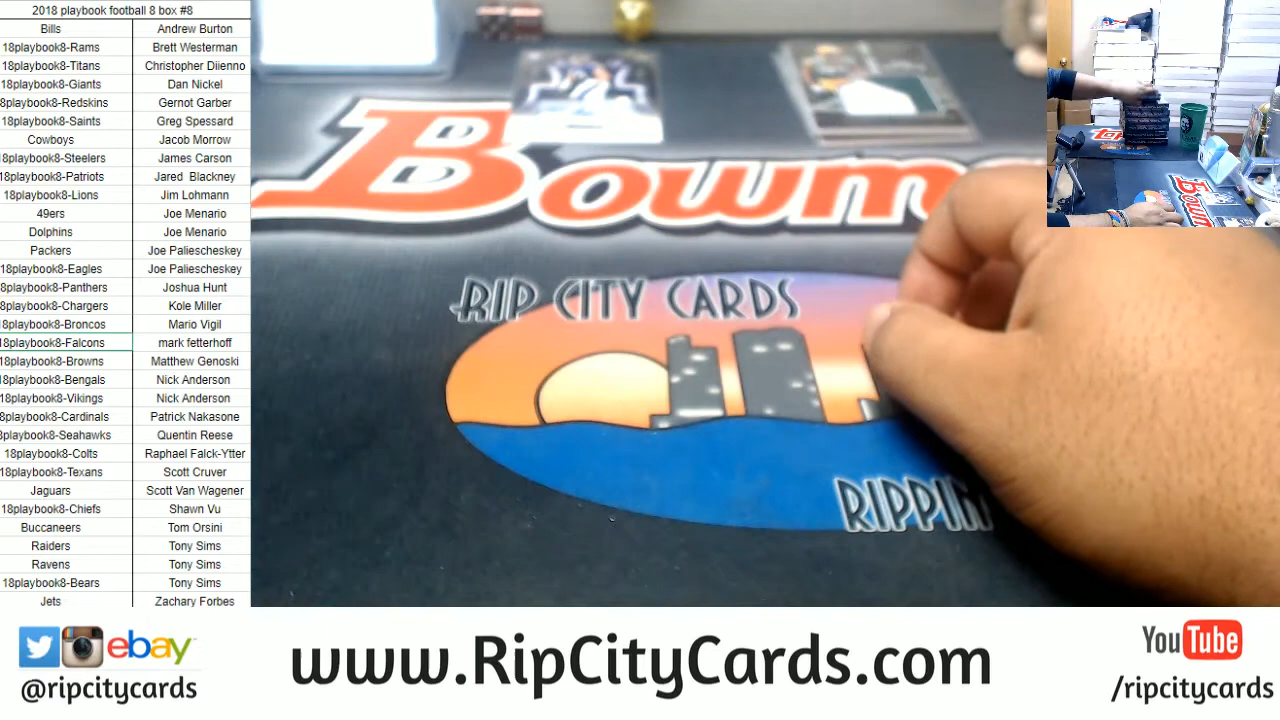 2018 playbook football 8 box #8
Bills Andrew Burton
18playbook8-Rams Brett Westerman
18playbook8-Titans Christopher Diienno
18playbook8-Giants Dan Nickel
8playbook8-Redskins Gernot Garber
18playbook8-Saints Greg Spessard
Cowboys Jacob Morrow
18playbook8-Steelers James Carson
18playbook8-Patriots Jared Blackney
18playbook8-Lions Jim Lohmann
49ers Joe Menario
Dolphins Joe Menario
Packers Joe Paliescheskey
18playbook8-Eagles Joe Paliescheskey
18playbook8-Panthers Joshua Hunt
8playbook8-Chargers Kole Miller
18playbook8-Broncos Mario Vigil
18playbook8-Falcons mark fetterhoff
18playbook8-Browns Matthew Genoski
18playbook8-Bengals Nick Anderson
18playbook8-Vikings Nick Anderson
8playbook8-Cardinals Patrick Nakasone
8playbook8-Seahawks Quentin Reese
18playbook8-Colts Raphael Falck-Ytter
18playbook8-Texans Scott Cruver
Jaguars Scott Van Wagener
18playbook8-Chiefs Shawn Vu
Buccaneers Tom Orsini
Raiders Tony Sims
Ravens Tony Sims
18playbook8-Bears Tony Sims
Jets Zachary Forbes
Bowm
RIP CITY CARDS
RIPPIN
ebay
@ripcitycards
www.RipCityCards.com
YouTube
/ripcitycards